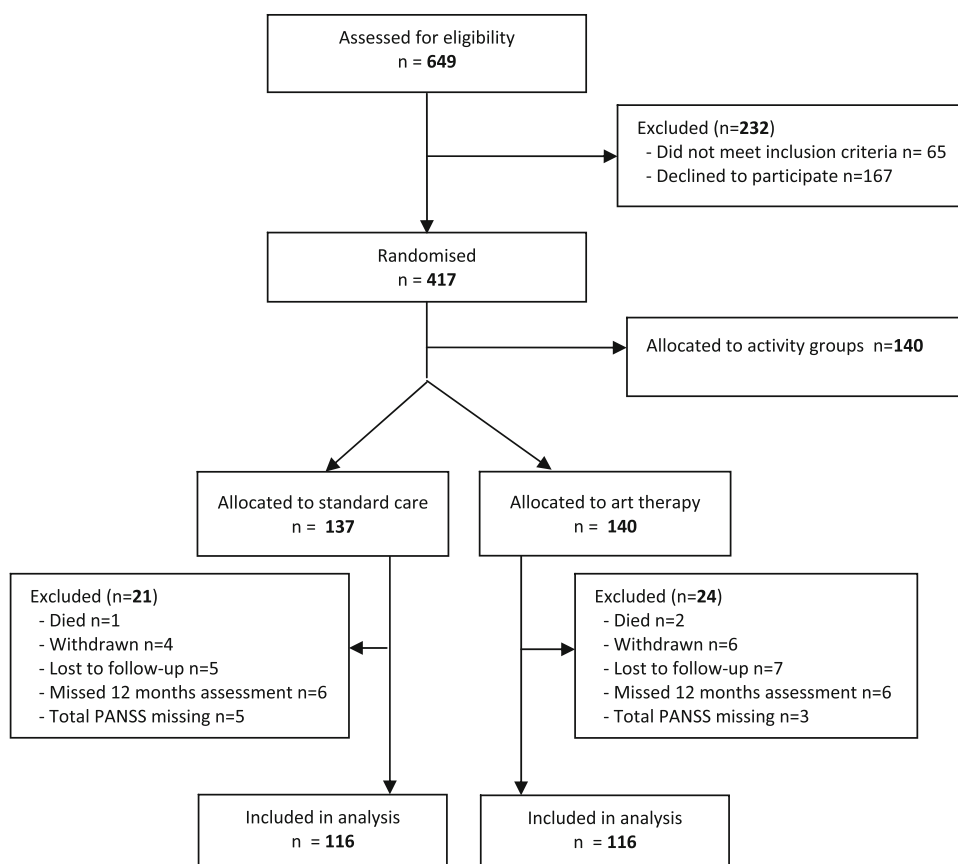 Assessed for eligibility
n = 649
Excluded (n=232)
- Did not meet inclusion criteria n= 65
- Declined to participate n=167
Randomised
n = 417
Allocated to activity groups n=140
Allocated to standard care
n = 137
Allocated to art therapy
n = 140
Excluded (n=21)
- Died n=1
- Withdrawn n=4
- Lost to follow-up n=5
- Missed 12 months assessment n=6
- Total PANSS missing n=5
Excluded (n=24)
- Died n=2
- Withdrawn n=6
- Lost to follow-up n=7
- Missed 12 months assessment n=6
- Total PANSS missing n=3
Included in analysis
n = 116
Included in analysis
n = 116